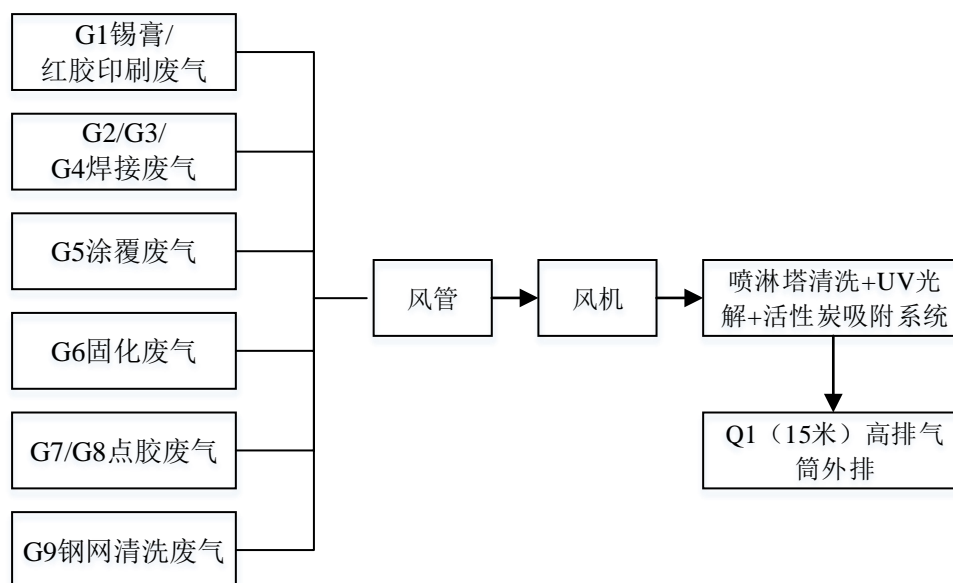 G1锡膏/
红胶印刷废气
G2/G3/
G4焊接废气
G5涂覆废气
G6固化废气
G7/G8点胶废气
G9钢网清洗废气
风管
风机
喷淋塔清洗+UV光
解+活性炭吸附系统
Q1（15米）高排气
筒外排